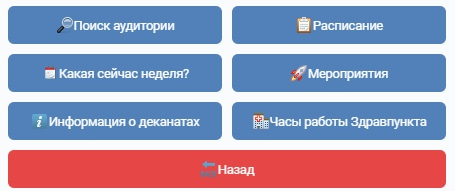 🔎Поиск аудитории
📋Расписание
📅Какая сейчас неделя?
🚀Мероприятия
ℹ️Информация о деканатах
🏥Часы работы Здравпункта
🔙Назад